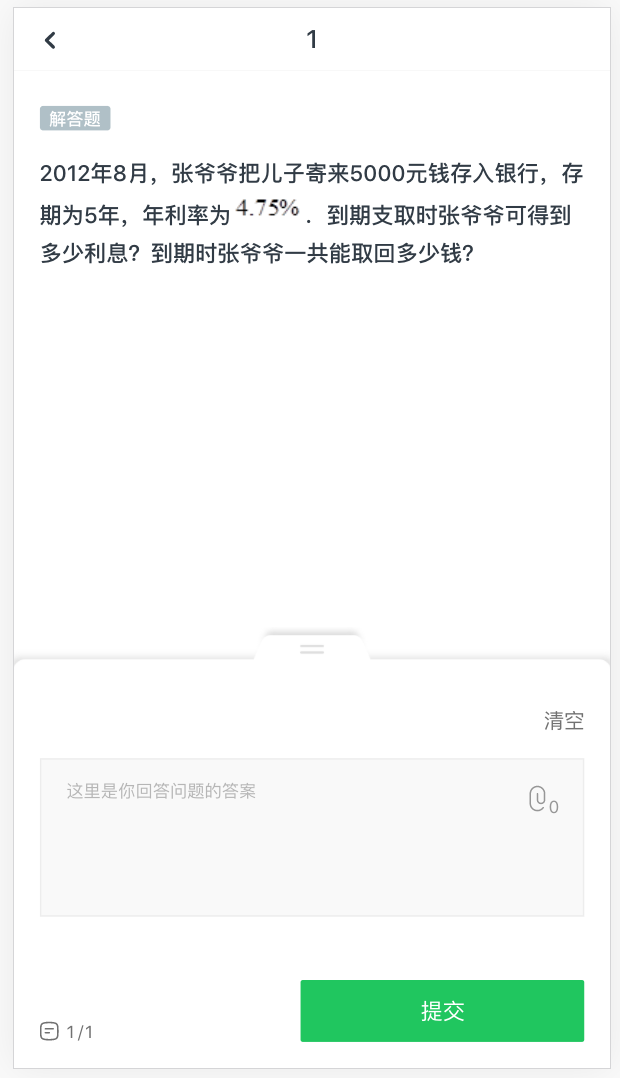 1
解答题
2012年8月，张爷爷把儿子寄来5000元钱存入银行，存
期为5年，年利率为4.75%．到期支取时张爷爷可得到
多少利息？到期时张爷爷一共能取回多少钱？
清空
这里是你回答问题的答案
0
1/1
提交